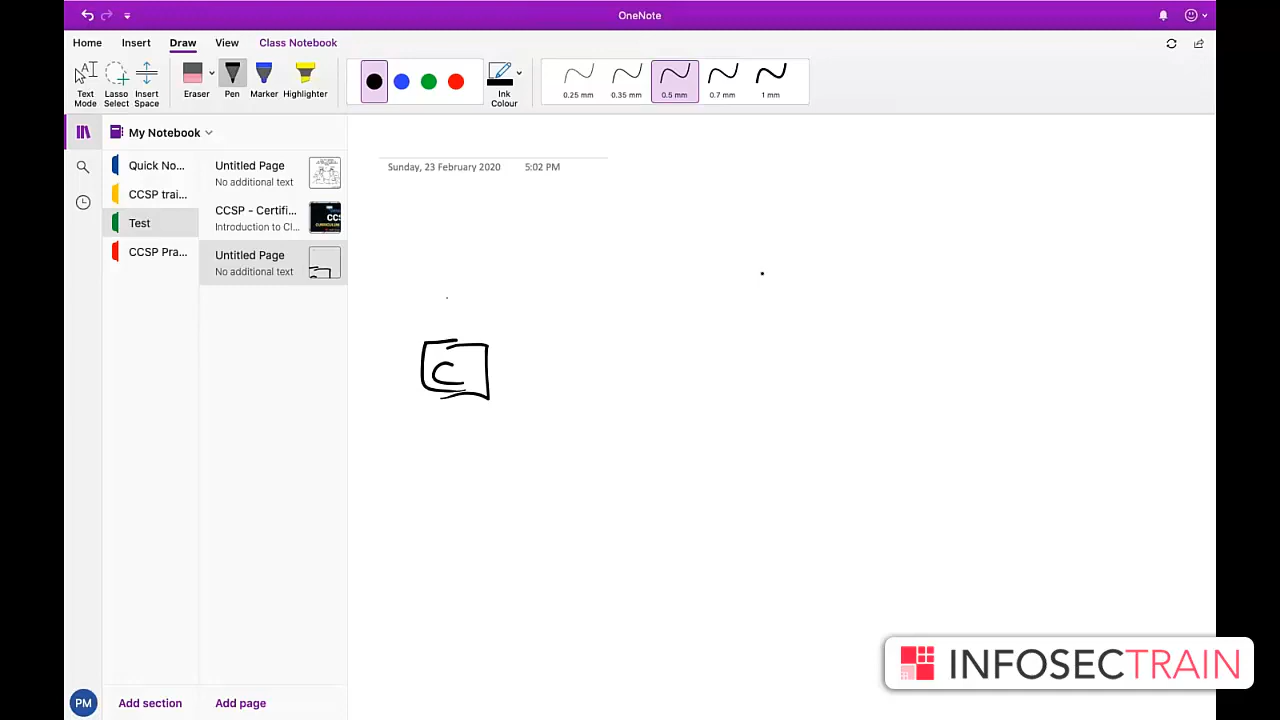 OneNote
Home Insert Draw View Class Notebook
Text Mode
Lasso Select
Insert Space
Eraser
Pen
Marker
Highlighter
Ink Colour
0.25 mm
0.35 mm
0.5 mm
0.7 mm
1 mm
My Notebook
Quick No...
CCSP trai...
Test
CCSP Pra...
Untitled Page
No additional text
CCSP - Certifi...
Introduction to Cl...
Untitled Page
No additional text
Sunday, 23 February 2020 5:02 PM
C
INFOSECTRAIN
PM
Add section
Add page